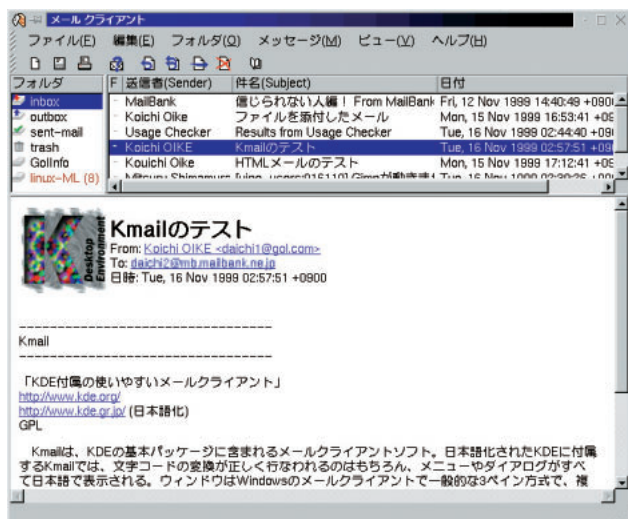 メール クライアント
ファイル(F) 編集(E) フォルダ(O) メッセージ(M) ビュー(V) ヘルプ(H)
フォルダ F 送信者(Sender) 件名(Subject) 日付
inbox
outbox
sent-mail
trash
GolInfo
linux-ML (8)
MailBank 信じられない人編！ From MailBank Fri, 12 Nov 1999 14:40:49 +090
Koichi Oike ファイルを添付したメール Mon, 15 Nov 1999 16:53:41 +09
Usage Checker Results from Usage Checker Tue, 16 Nov 1999 02:44:40 +09
Koichi OIKE Kmailのテスト Tue, 16 Nov 1999 02:57:51 +09
Kouichi Oike HTMLメールのテスト Mon, 15 Nov 1999 17:12:41 +09
K Desktop Environment
Kmailのテスト
From: Koichi OIKE <daichi1@gol.com>
To: daichi2@mb.mailbank.ne.jp
日時: Tue, 16 Nov 1999 02:57:51 +0900
--------------------------------
Kmail
--------------------------------
「KDE付属の使いやすいメールクライアント」
http://www.kde.org/
http://www.kde.gr.jp/ (日本語化)
GPL
Kmailは、KDEの基本パッケージに含まれるメールクライアントソフト。日本語化されたKDEに付属
するKmailでは、文字コードの変換が正しく行なわれるのはもちろん、メニューやダイアログがすべ
て日本語で表示される。ウィンドウはWindowsのメールクライアントで一般的な3ペイン方式で、複